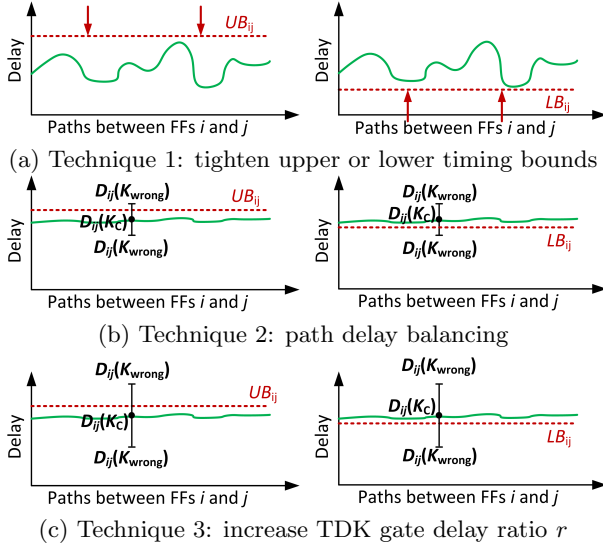 UBij
Delay
Paths between FFs i and j
Delay
LBij
Paths between FFs i and j
(a) Technique 1: tighten upper or lower timing bounds
Dij(Kwrong)
UBij
Dij(KC)
Dij(Kwrong)
Delay
Paths between FFs i and j
Dij(Kwrong)
Dij(KC)
LBij
Dij(Kwrong)
Delay
Paths between FFs i and j
(b) Technique 2: path delay balancing
Dij(Kwrong)
UBij
Dij(KC)
Dij(Kwrong)
Delay
Paths between FFs i and j
Dij(Kwrong)
Dij(KC)
LBij
Dij(Kwrong)
Delay
Paths between FFs i and j
(c) Technique 3: increase TDK gate delay ratio r